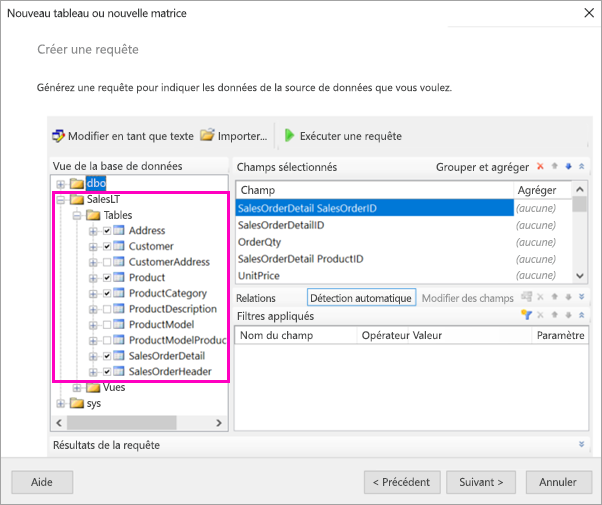 Nouveau tableau ou nouvelle matrice
Créer une requête
Générez une requête pour indiquer les données de la source de données que vous voulez.
Modifier en tant que texte Importer... Exécuter une requête
Vue de la base de données
dbo
SalesLT
Tables
Address
Customer
CustomerAddress
Product
ProductCategory
ProductDescription
ProductModel
ProductModelProduc
SalesOrderDetail
SalesOrderHeader
Vues
sys
Champs sélectionnés Grouper et agréger
Champ Agréger
SalesOrderDetail SalesOrderID (aucune)
SalesOrderDetailID (aucune)
OrderQty (aucune)
SalesOrderDetail ProductID (aucune)
UnitPrice (aucune)
Relations Détection automatique Modifier des champs
Filtres appliqués
Nom du champ Opérateur Valeur Paramètre
Résultats de la requête
Aide < Précédent Suivant > Annuler